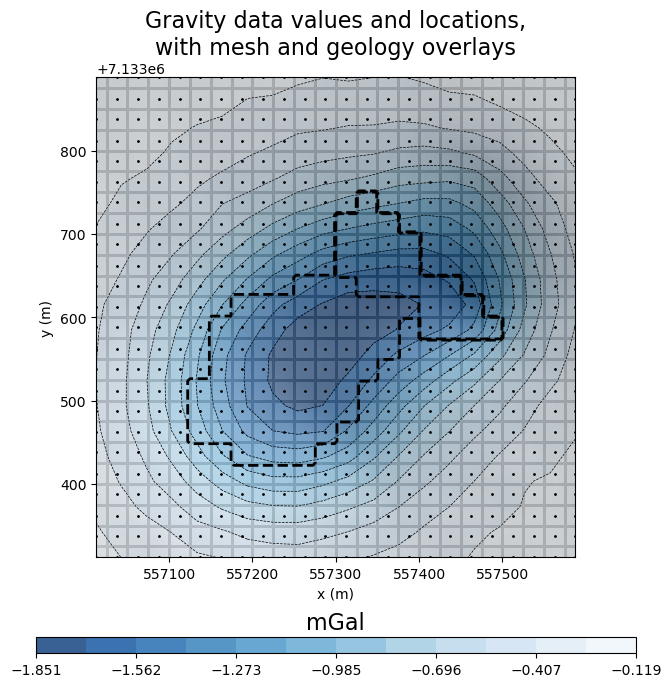 Gravity data values and locations,
with mesh and geology overlays
+7.133e6
800
700
600
500
400
y (m)
557100 557200 557300 557400 557500
x (m)
mGal
−1.851 −1.562 −1.273 −0.985 −0.696 −0.407 −0.119